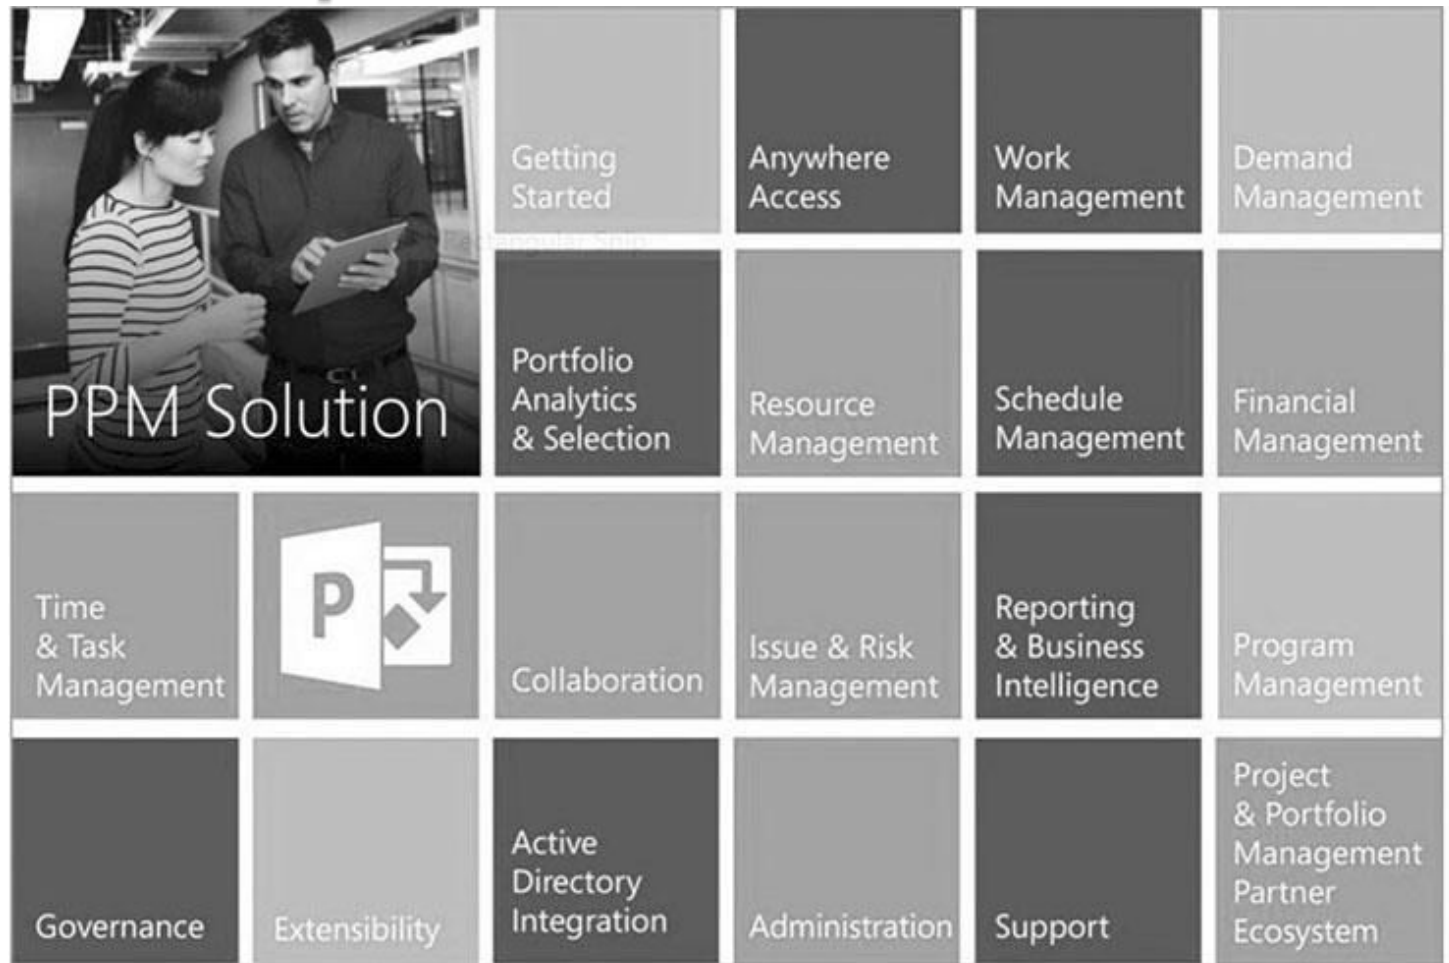 Getting
Started
Anywhere
Access
Work
Management
Demand
Management
Rectangular Snip
PPM Solution
Portfolio
Analytics
& Selection
Resource
Management
Schedule
Management
Financial
Management
Time
& Task
Management
P
Collaboration
Issue & Risk
Management
Reporting
& Business
Intelligence
Program
Management
Governance
Extensibility
Active
Directory
Integration
Administration
Support
Project
& Portfolio
Management
Partner
Ecosystem